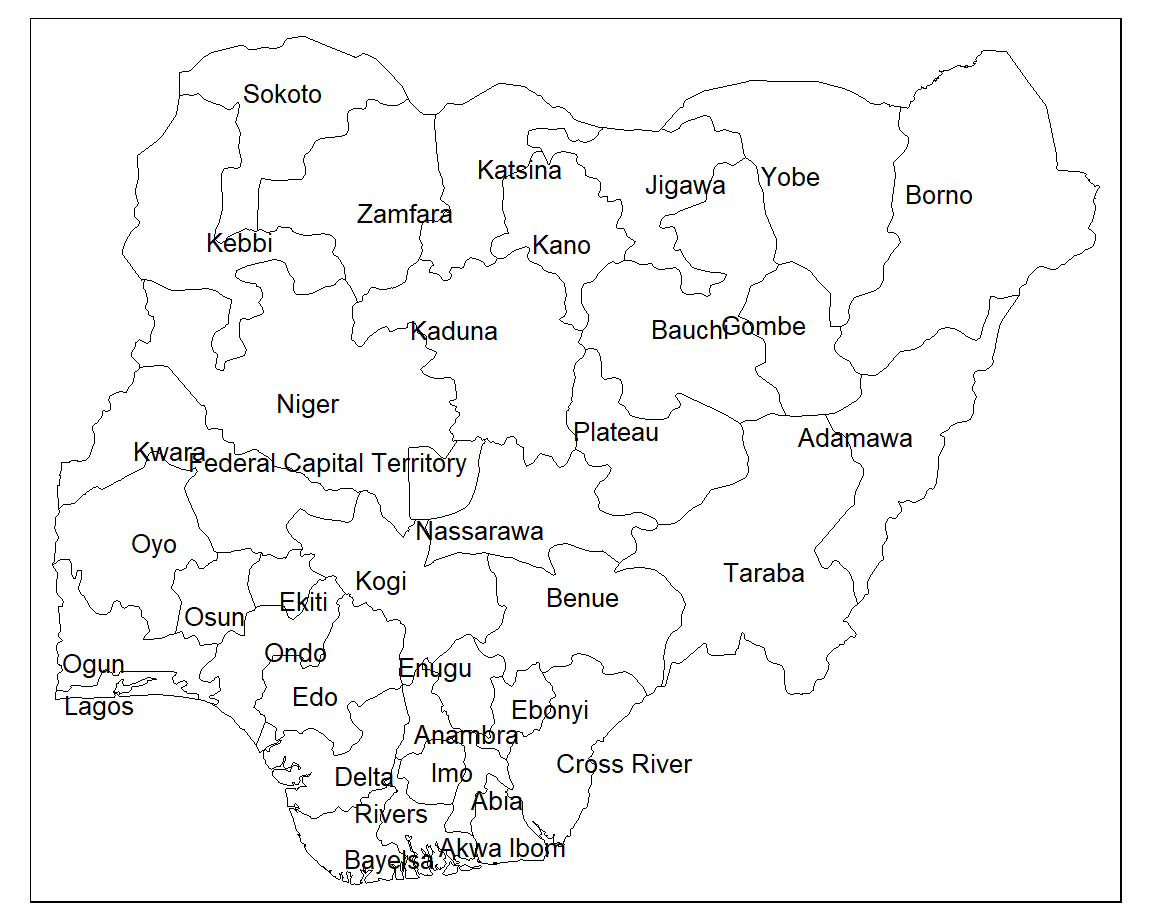 Sokoto
Katsina
Yobe
Jigawa
Borno
Zamfara
Kebbi
Kano
Kaduna
Bauchi
Gombe
Niger
Plateau
Adamawa
Kwara
Federal Capital Territory
Nassarawa
Oyo
Taraba
Kogi
Benue
Ekiti
Osun
Ondo
Ogun
Enugu
Edo
Lagos
Ebonyi
Anambra
Cross River
Imo
Delta
Abia
Rivers
Akwa Ibom
Bayelsa